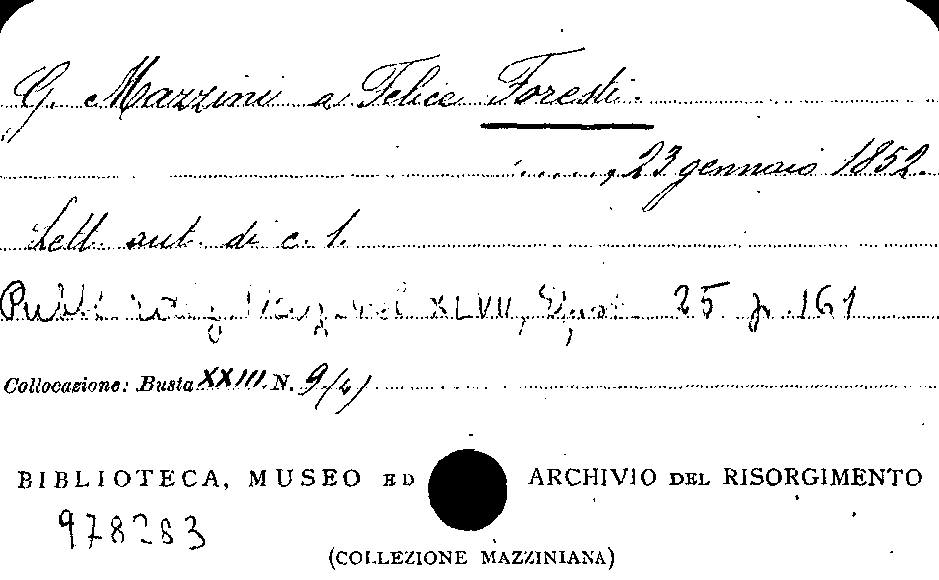 G. Mazzini a Felice Foresti.
......, 23 gennaio 1852.
Lett. aut. di c. 1.
Pubbl. XLVII, Epist. 25 p. 161
Collocazione: Busta XXIII N. 9/(4)
BIBLIOTECA, MUSEO ED ARCHIVIO DEL RISORGIMENTO
978283
(COLLEZIONE MAZZINIANA)